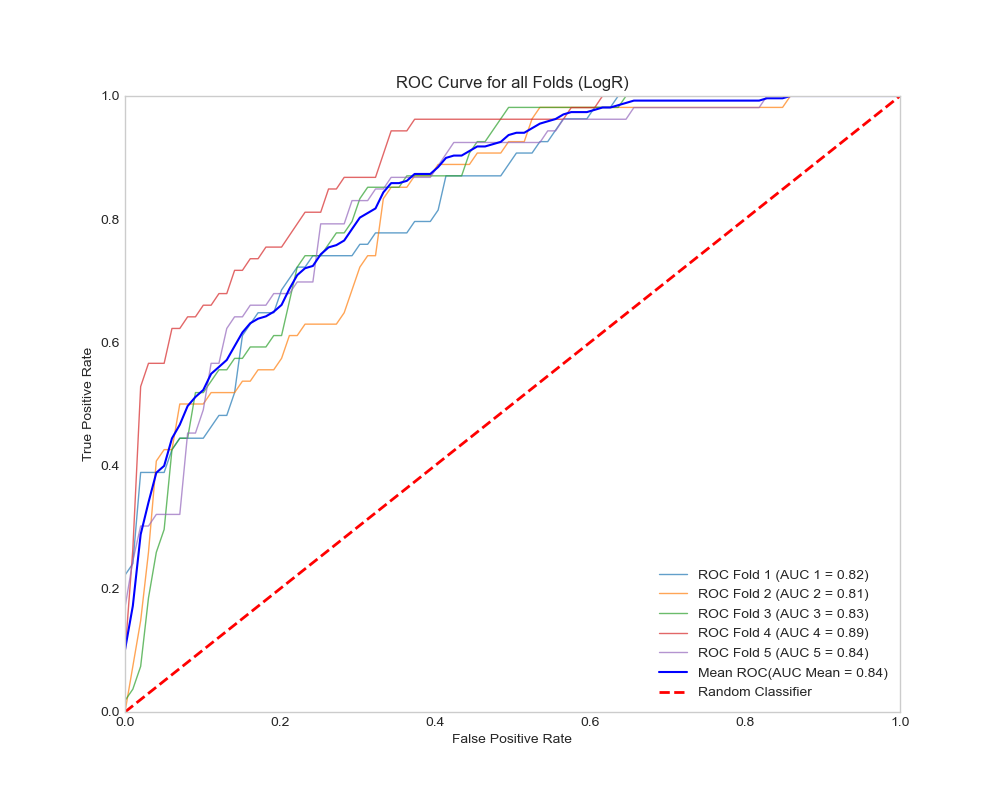 ROC Curve for all Folds (LogR)
1.0
0.8
0.6
0.4
0.2
0.0
True Positive Rate
0.0 0.2 0.4 0.6 0.8 1.0
False Positive Rate
ROC Fold 1 (AUC 1 = 0.82)
ROC Fold 2 (AUC 2 = 0.81)
ROC Fold 3 (AUC 3 = 0.83)
ROC Fold 4 (AUC 4 = 0.89)
ROC Fold 5 (AUC 5 = 0.84)
Mean ROC(AUC Mean = 0.84)
Random Classifier